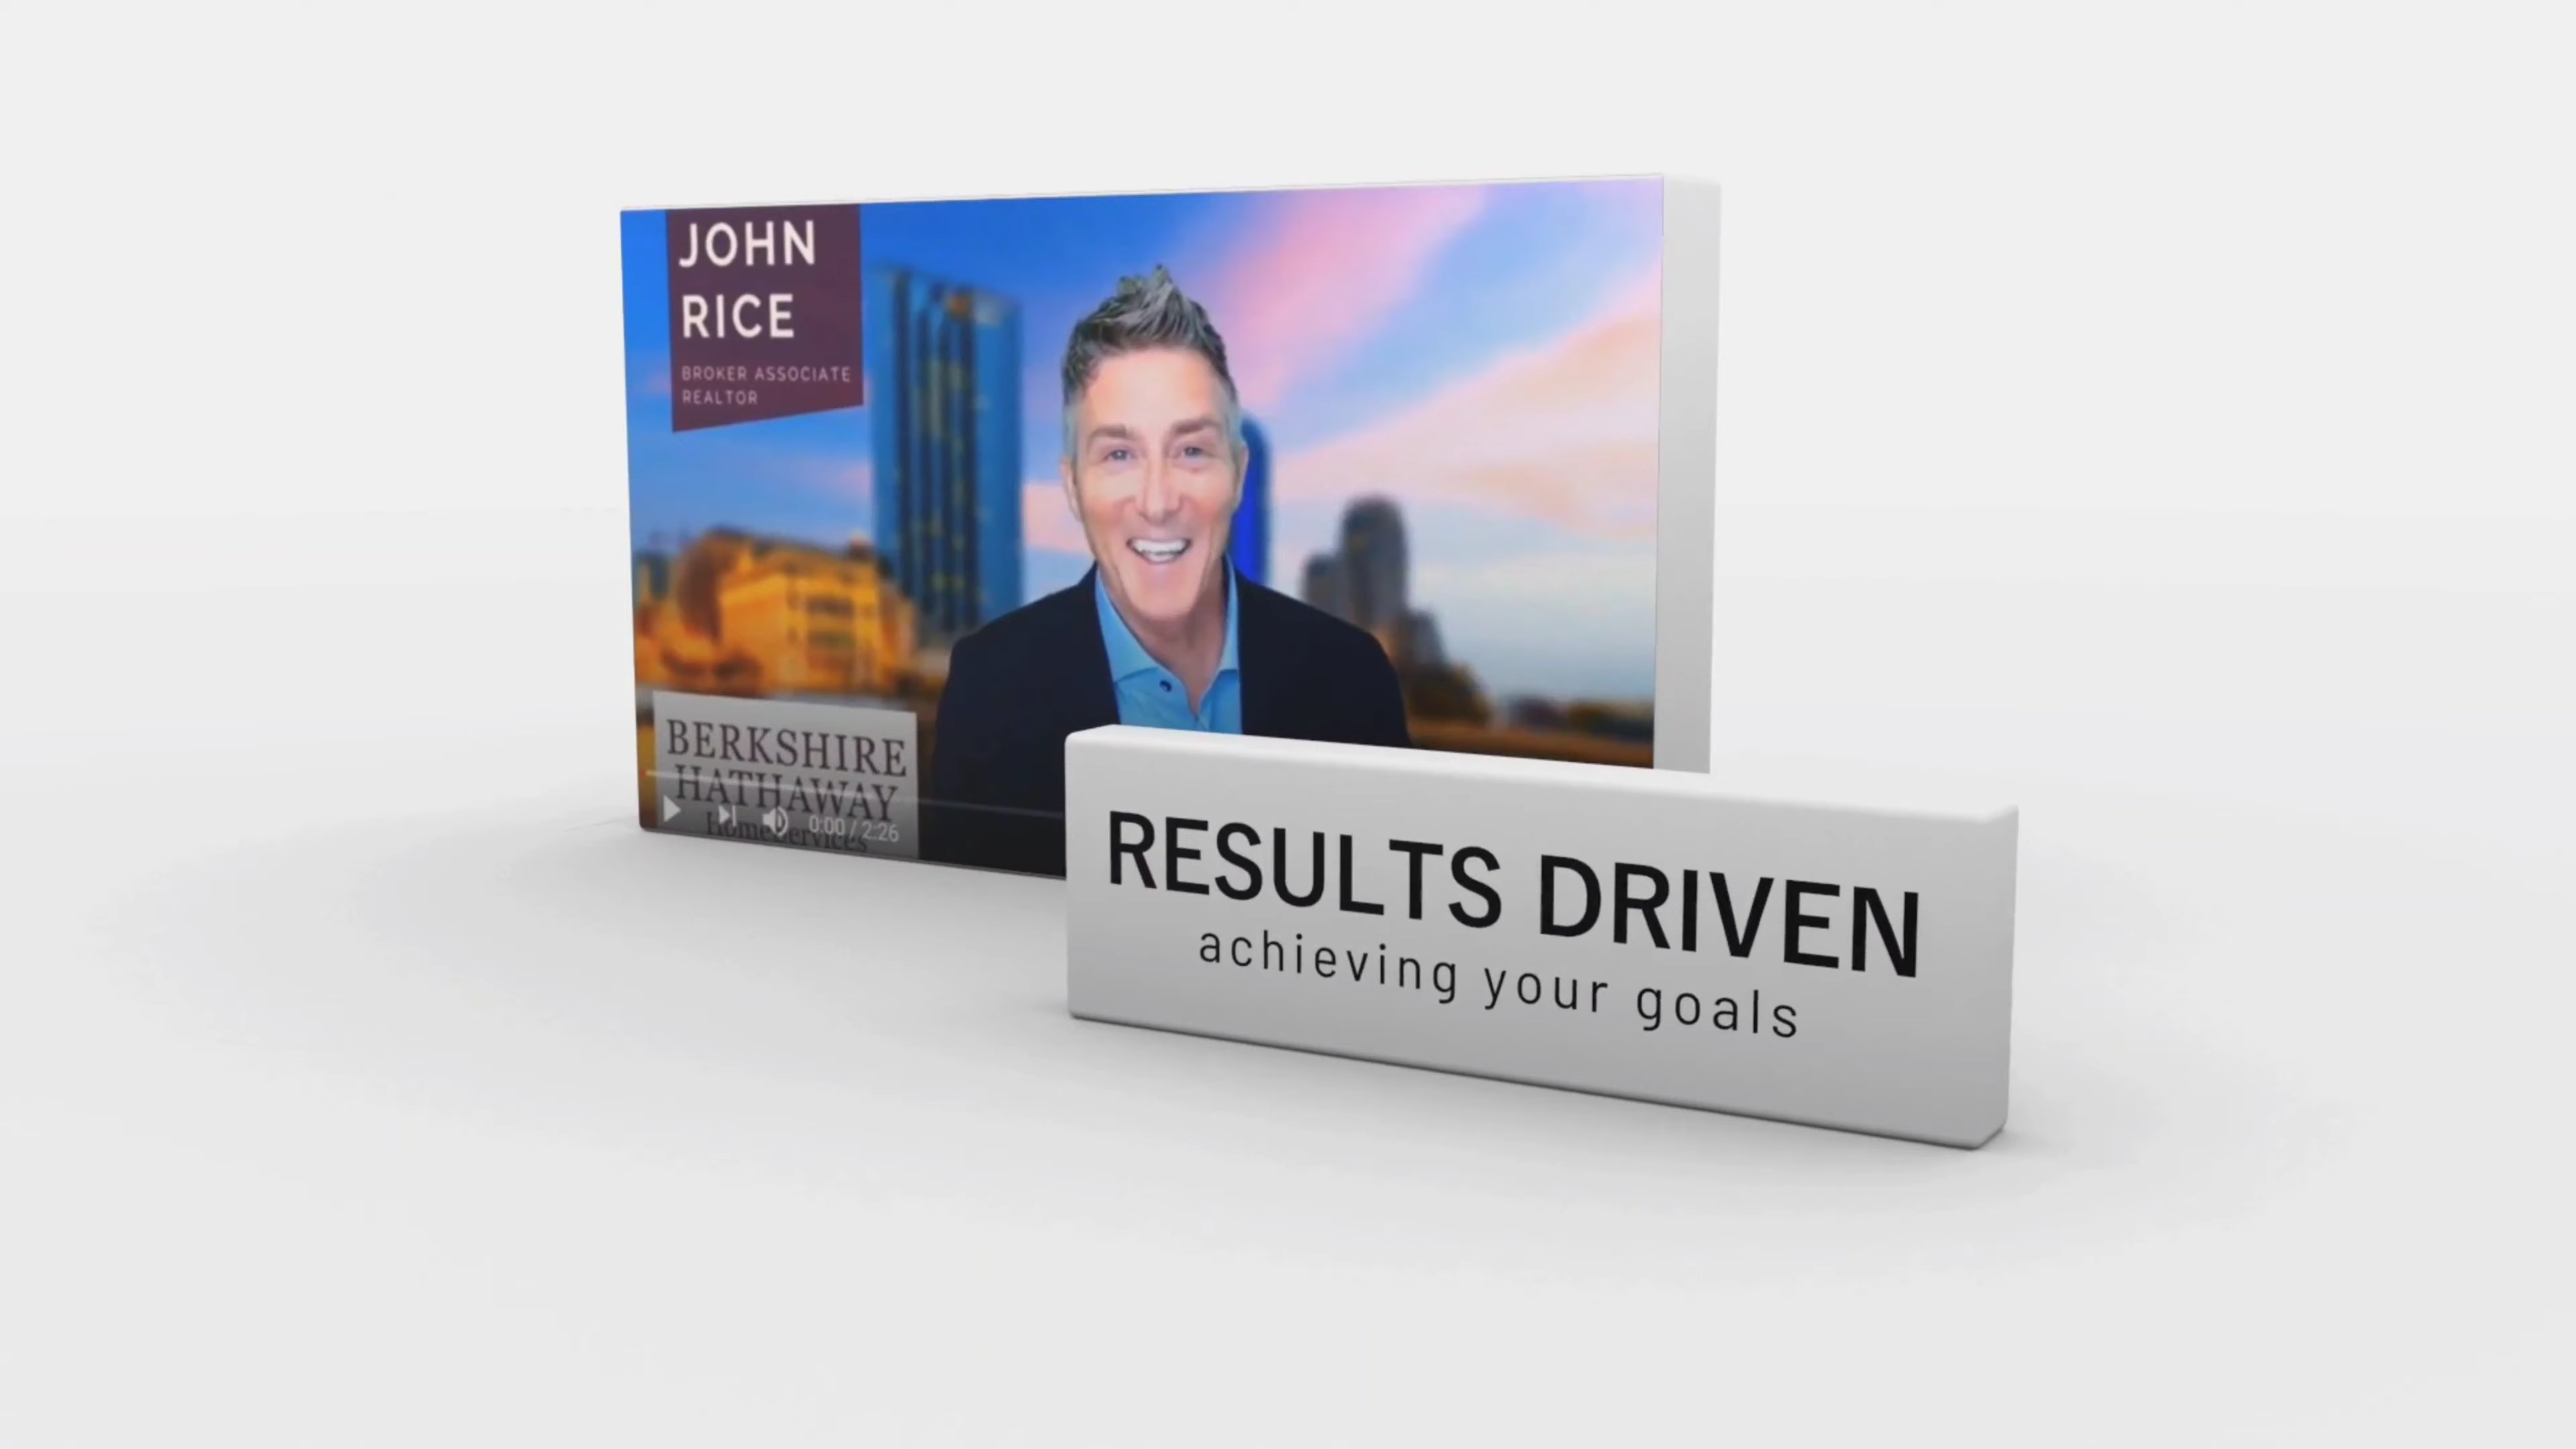 JOHN
RICE
BROKER ASSOCIATE
REALTOR
BERKSHIRE
HATHAWAY
HomeServices
0:00 / 2:26
RESULTS DRIVEN
achieving your goals